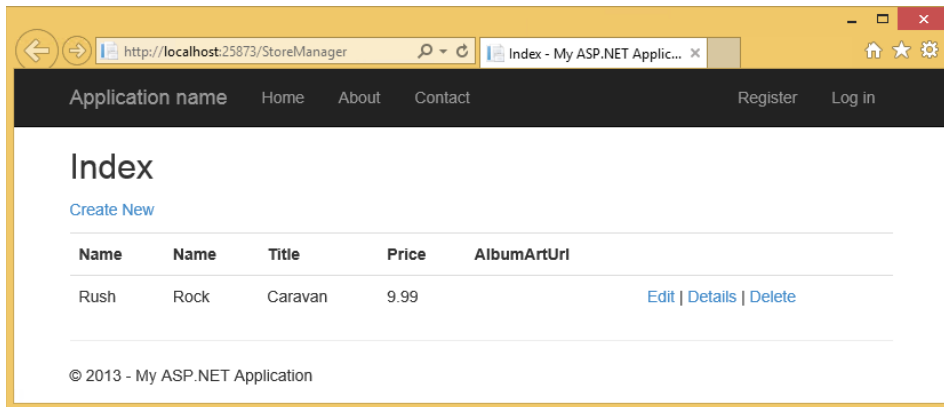 http://localhost:25873/StoreManager
Index - My ASP.NET Applic...
Application name Home About Contact Register Log in
Index
Create New
Name Name Title Price AlbumArtUrl
Rush Rock Caravan 9.99 Edit | Details | Delete
© 2013 - My ASP.NET Application